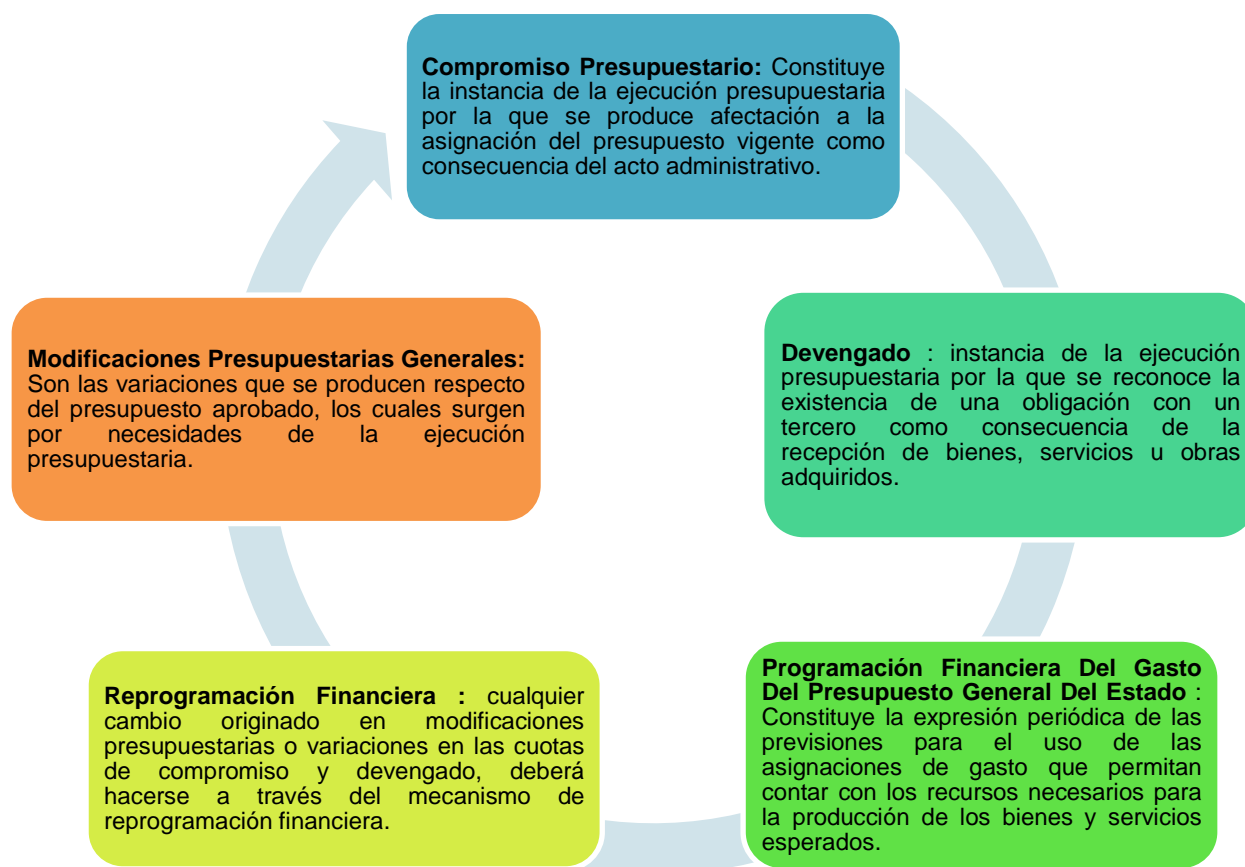 Compromiso Presupuestario: Constituye
la instancia de la ejecución presupuestaria
por la que se produce afectación a la
asignación del presupuesto vigente como
consecuencia del acto administrativo.
Devengado : instancia de la ejecución
presupuestaria por la que se reconoce la
existencia de una obligación con un
tercero como consecuencia de la
recepción de bienes, servicios u obras
adquiridos.
Programación Financiera Del Gasto
Del Presupuesto General Del Estado :
Constituye la expresión periódica de las
previsiones para el uso de las
asignaciones de gasto que permitan
contar con los recursos necesarios para
la producción de los bienes y servicios
esperados.
Reprogramación Financiera : cualquier
cambio originado en modificaciones
presupuestarias o variaciones en las cuotas
de compromiso y devengado, deberá
hacerse a través del mecanismo de
reprogramación financiera.
Modificaciones Presupuestarias Generales:
Son las variaciones que se producen respecto
del presupuesto aprobado, los cuales surgen
por necesidades de la ejecución
presupuestaria.